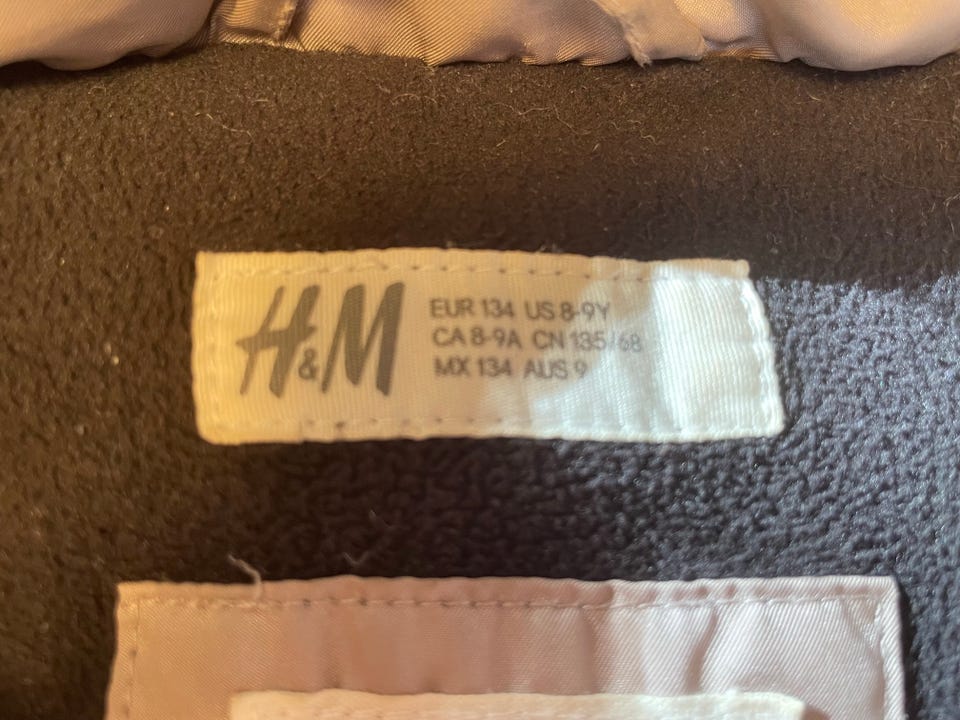 H&M
EUR 134 US 8-9Y
CA 8-9A CN 135/68
MX 134 AUS 9